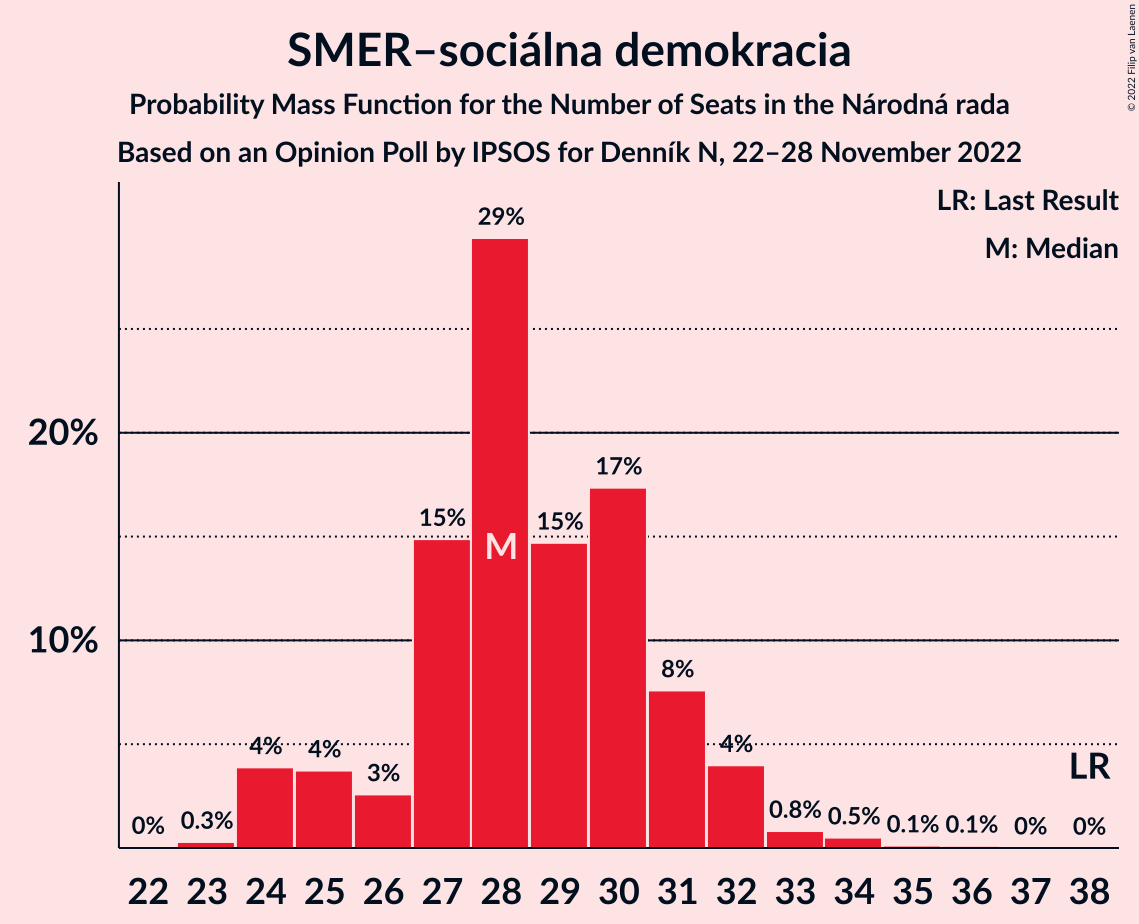 © 2022 Filip van Laenen
SMER–sociálna demokracia
Probability Mass Function for the Number of Seats in the Národná rada
Based on an Opinion Poll by IPSOS for Denník N, 22–28 November 2022
LR: Last Result
M: Median
20%
10%
0% 0.3% 4% 4% 3% 15% 29% 15% 17% 8% 4% 0.8% 0.5% 0.1% 0.1% 0% 0%
M
LR
22 23 24 25 26 27 28 29 30 31 32 33 34 35 36 37 38